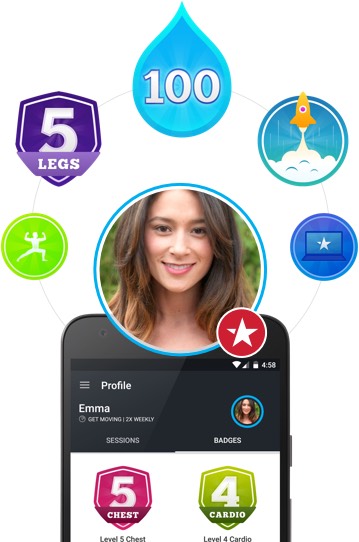 100
5
LEGS
4:58
Profile
Emma
GET MOVING | 2X WEEKLY
SESSIONS
BADGES
5
CHEST
4
CARDIO
Level 5 Chest
Level 4 Cardio